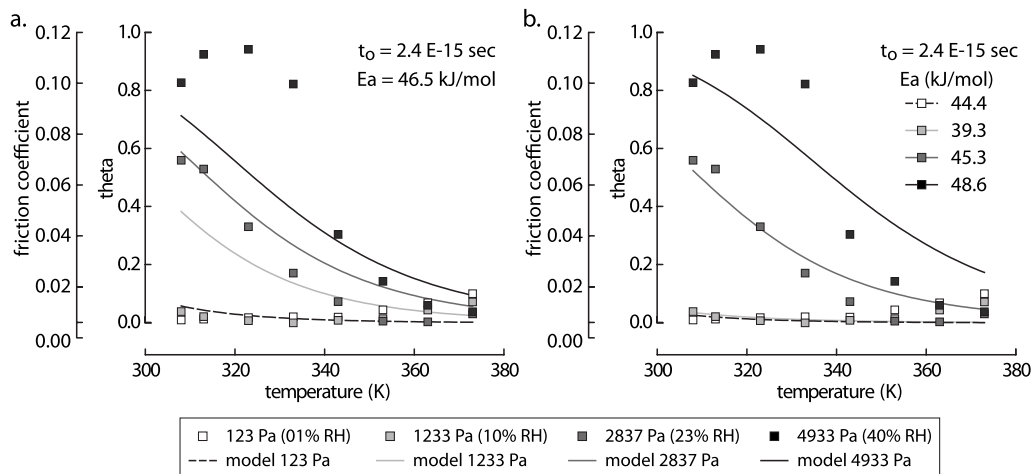 a.
0.12
0.10
0.08
0.06
0.04
0.02
0.00
friction coefficient
1.0
0.8
0.6
0.4
0.2
0.0
theta
to = 2.4 E-15 sec
Ea = 46.5 kJ/mol
300 320 340 360 380
temperature (K)
b.
0.12
0.10
0.08
0.06
0.04
0.02
0.00
friction coefficient
1.0
0.8
0.6
0.4
0.2
0.0
theta
to = 2.4 E-15 sec
Ea (kJ/mol)
44.4
39.3
45.3
48.6
300 320 340 360 380
temperature (K)
123 Pa (01% RH) 1233 Pa (10% RH) 2837 Pa (23% RH) 4933 Pa (40% RH)
model 123 Pa model 1233 Pa model 2837 Pa model 4933 Pa